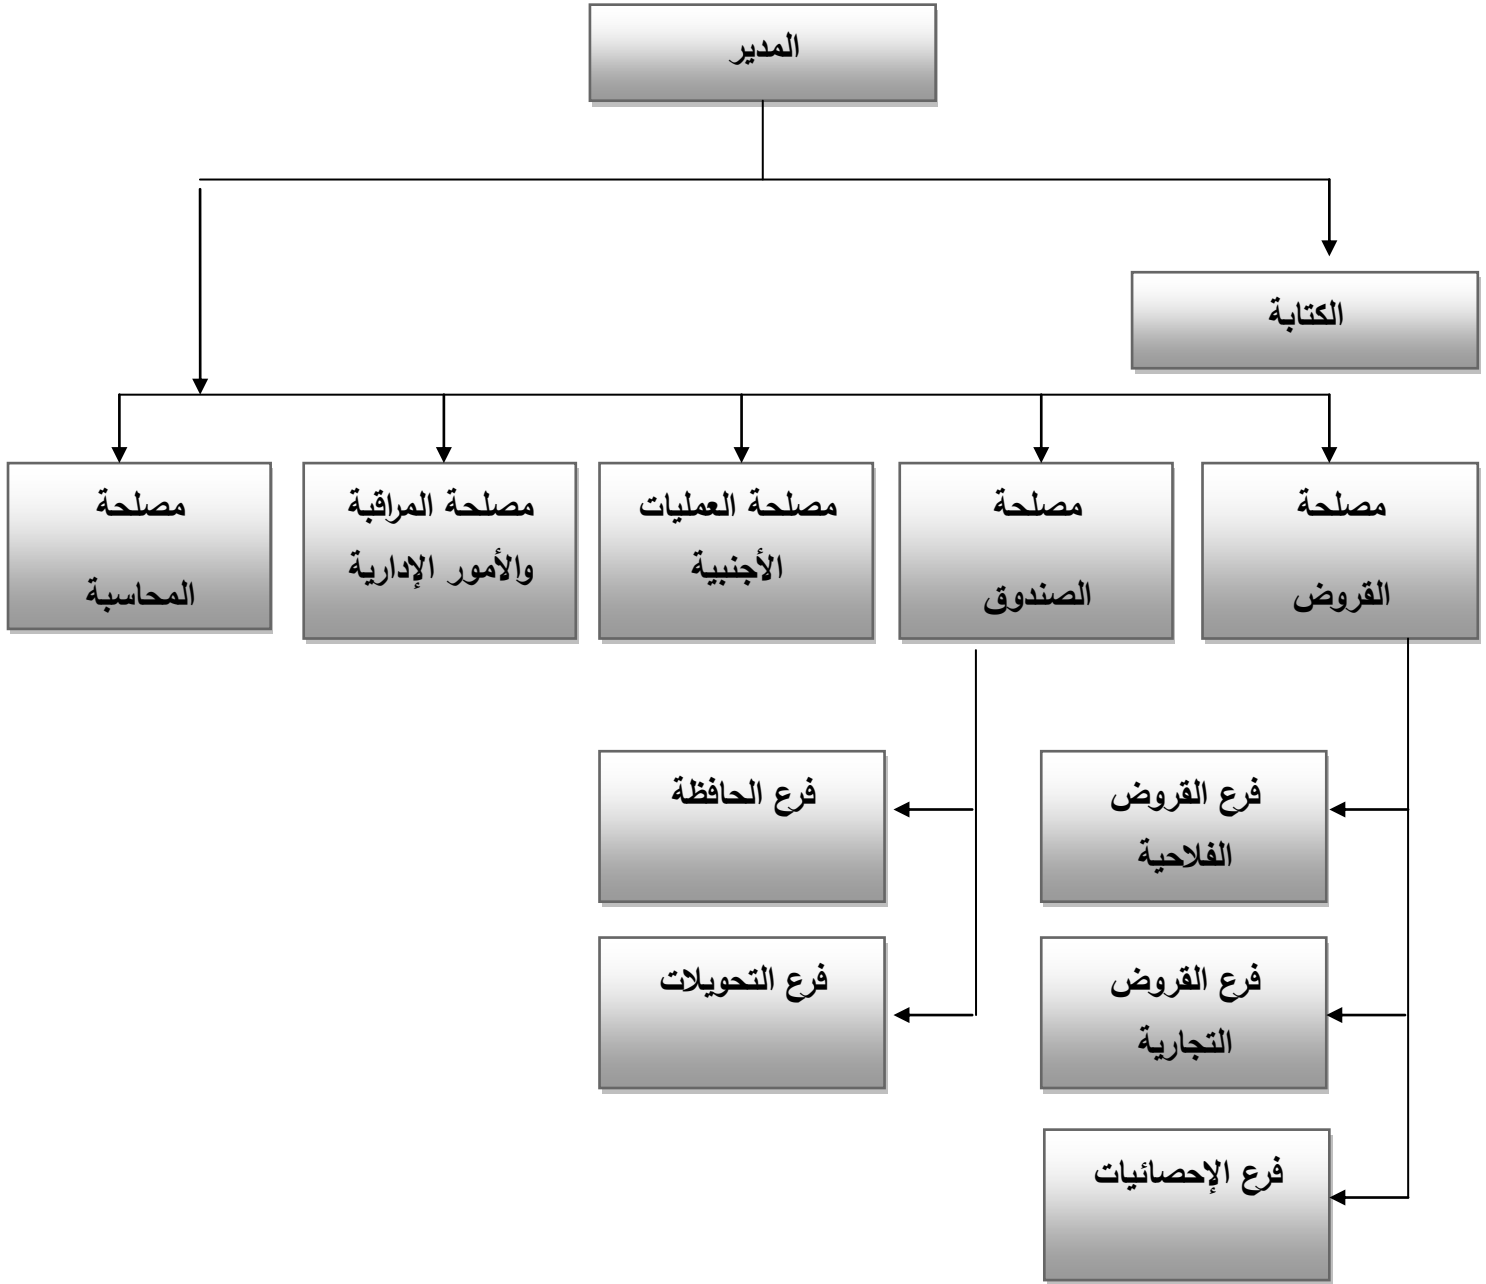 المدير
الكتابة
مصلحة
القروض
مصلحة
الصندوق
مصلحة العمليات
الأجنبية
مصلحة المراقبة
والأمور الإدارية
مصلحة
المحاسبة
فرع القروض
الفلاحية
فرع الحافظة
فرع القروض
التجارية
فرع التحويلات
فرع الإحصائيات